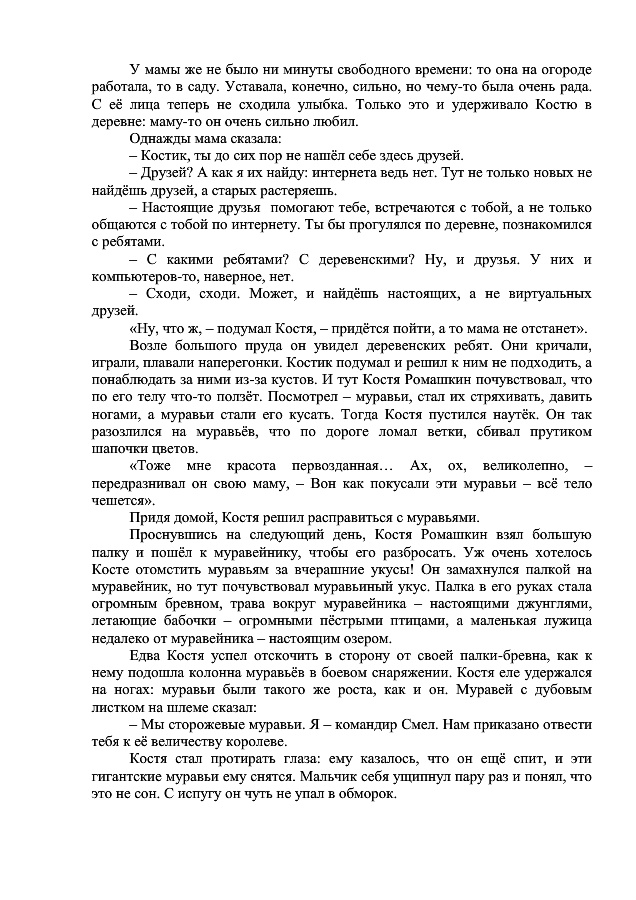 У мамы же не было ни минуты свободного времени: то она на огороде
работала, то в саду. Уставала, конечно, сильно, но чему-то была очень рада.
С её лица теперь не сходила улыбка. Только это и удерживало Костю в
деревне: маму-то он очень сильно любил.
Однажды мама сказала:
– Костик, ты до сих пор не нашёл себе здесь друзей.
– Друзей? А как я их найду: интернета ведь нет. Тут не только новых не
найдёшь друзей, а старых растеряешь.
– Настоящие друзья  помогают тебе, встречаются с тобой, а не только
общаются с тобой по интернету. Ты бы прогулялся по деревне, познакомился
с ребятами.
– С какими ребятами? С деревенскими? Ну, и друзья. У них и
компьютеров-то, наверное, нет.
– Сходи, сходи. Может, и найдёшь настоящих, а не виртуальных
друзей.
«Ну, что ж, – подумал Костя, – придётся пойти, а то мама не отстанет».
Возле большого пруда он увидел деревенских ребят. Они кричали,
играли, плавали наперегонки. Костик подумал и решил к ним не подходить, а
понаблюдать за ними из-за кустов. И тут Костя Ромашкин почувствовал, что
по его телу что-то ползёт. Посмотрел – муравьи, стал их стряхивать, давить
ногами, а муравьи стали его кусать. Тогда Костя пустился наутёк. Он так
разозлился на муравьёв, что по дороге ломал ветки, сбивал прутиком
шапочки цветов.
«Тоже мне красота первозданная… Ах, ох, великолепно, –
передразнивал он свою маму, – Вон как покусали эти муравьи – всё тело
чешется».
Придя домой, Костя решил расправиться с муравьями.
Проснувшись на следующий день, Костя Ромашкин взял большую
палку и пошёл к муравейнику, чтобы его разбросать. Уж очень хотелось
Косте отомстить муравьям за вчерашние укусы! Он замахнулся палкой на
муравейник, но тут почувствовал муравьиный укус. Палка в его руках стала
огромным бревном, трава вокруг муравейника – настоящими джунглями,
летающие бабочки – огромными пёстрыми птицами, а маленькая лужица
недалеко от муравейника – настоящим озером.
Едва Костя успел отскочить в сторону от своей палки-бревна, как к
нему подошла колонна муравьёв в боевом снаряжении. Костя еле удержался
на ногах: муравьи были такого же роста, как и он. Муравей с дубовым
листком на шлеме сказал:
– Мы сторожевые муравьи. Я – командир Смел. Нам приказано отвести
тебя к её величеству королеве.
Костя стал протирать глаза: ему казалось, что он ещё спит, и эти
гигантские муравьи ему снятся. Мальчик себя ущипнул пару раз и понял, что
это не сон. С испугу он чуть не упал в обморок.